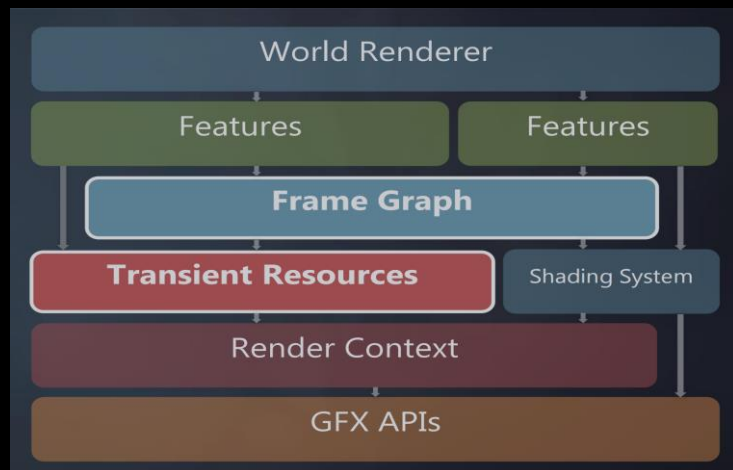 World Renderer
Features
Features
Frame Graph
Transient Resources
Shading System
Render Context
GFX APIs